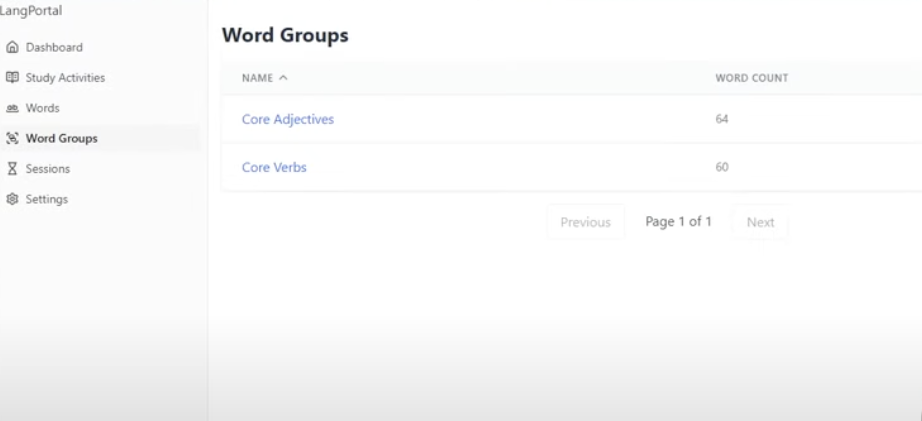 LangPortal
Dashboard
Study Activities
Words
Word Groups
Sessions
Settings
Word Groups
NAME WORD COUNT
Core Adjectives 64
Core Verbs 60
Previous Page 1 of 1 Next